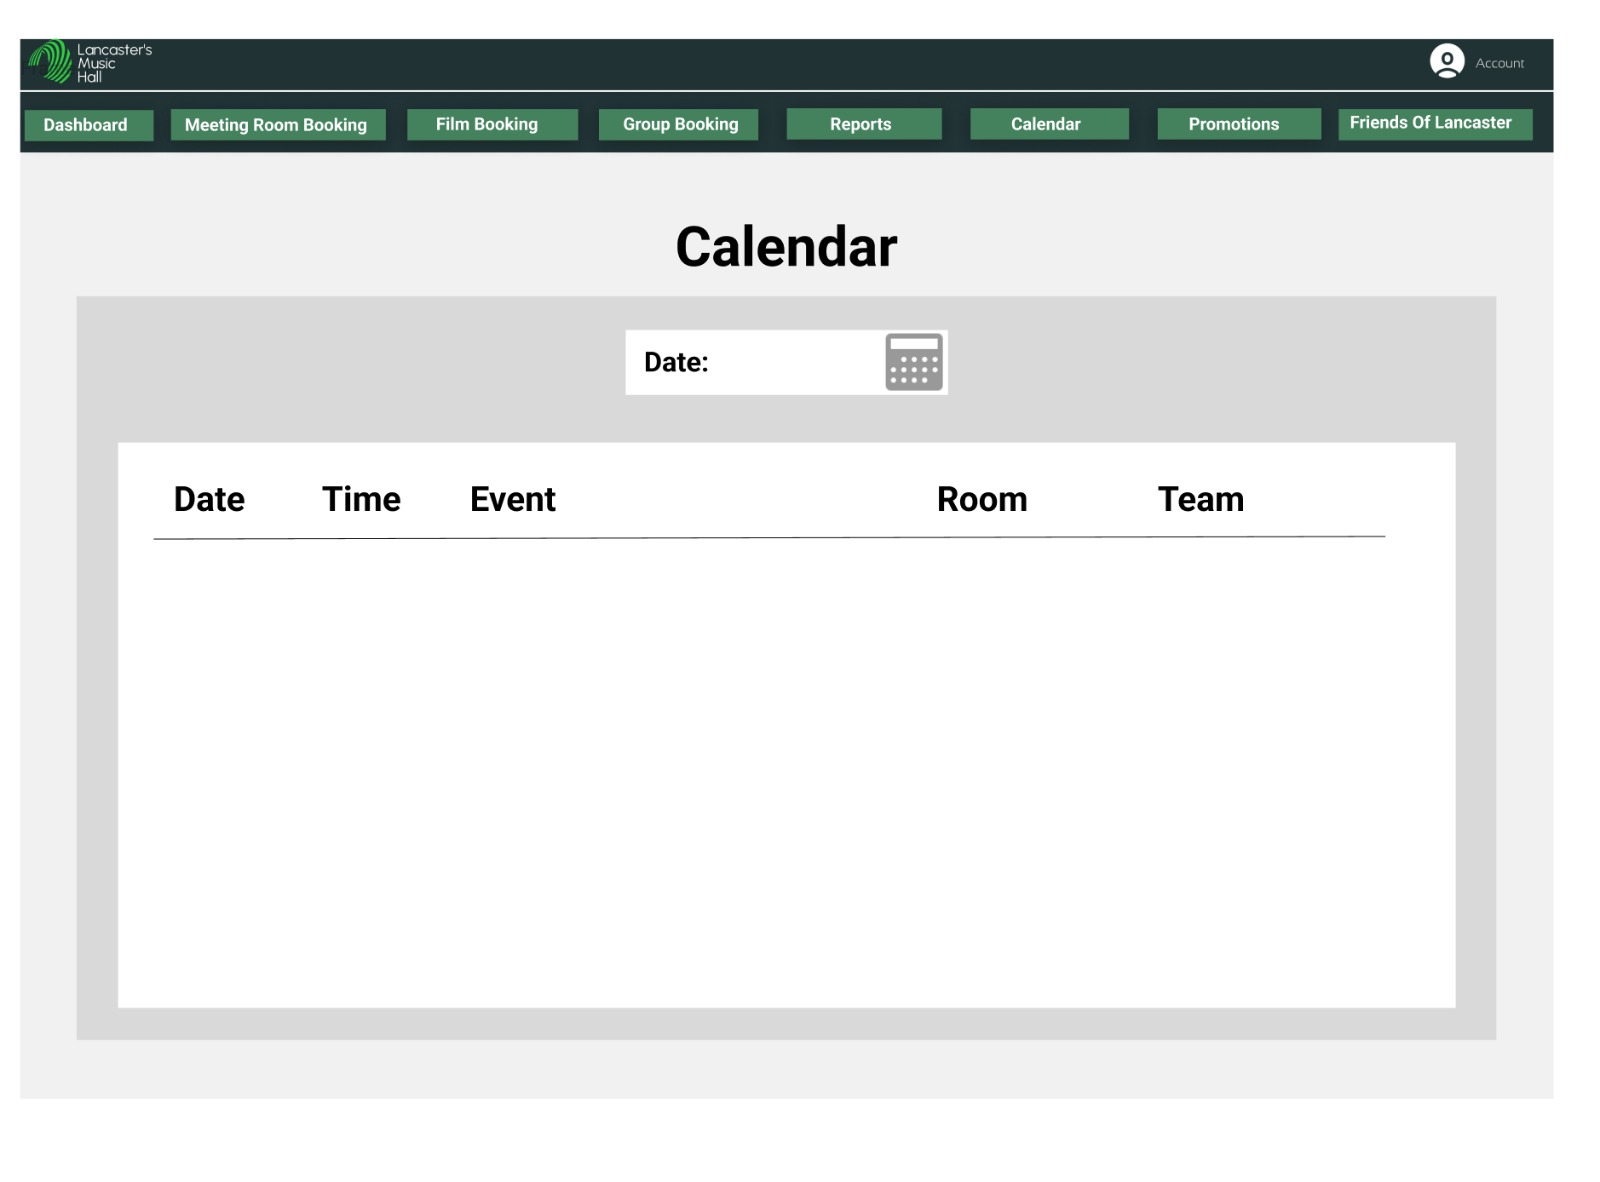 Lancaster's
Music
Hall
Account
Dashboard
Meeting Room Booking
Film Booking
Group Booking
Reports
Calendar
Promotions
Friends Of Lancaster
Calendar
Date:
Date Time Event Room Team